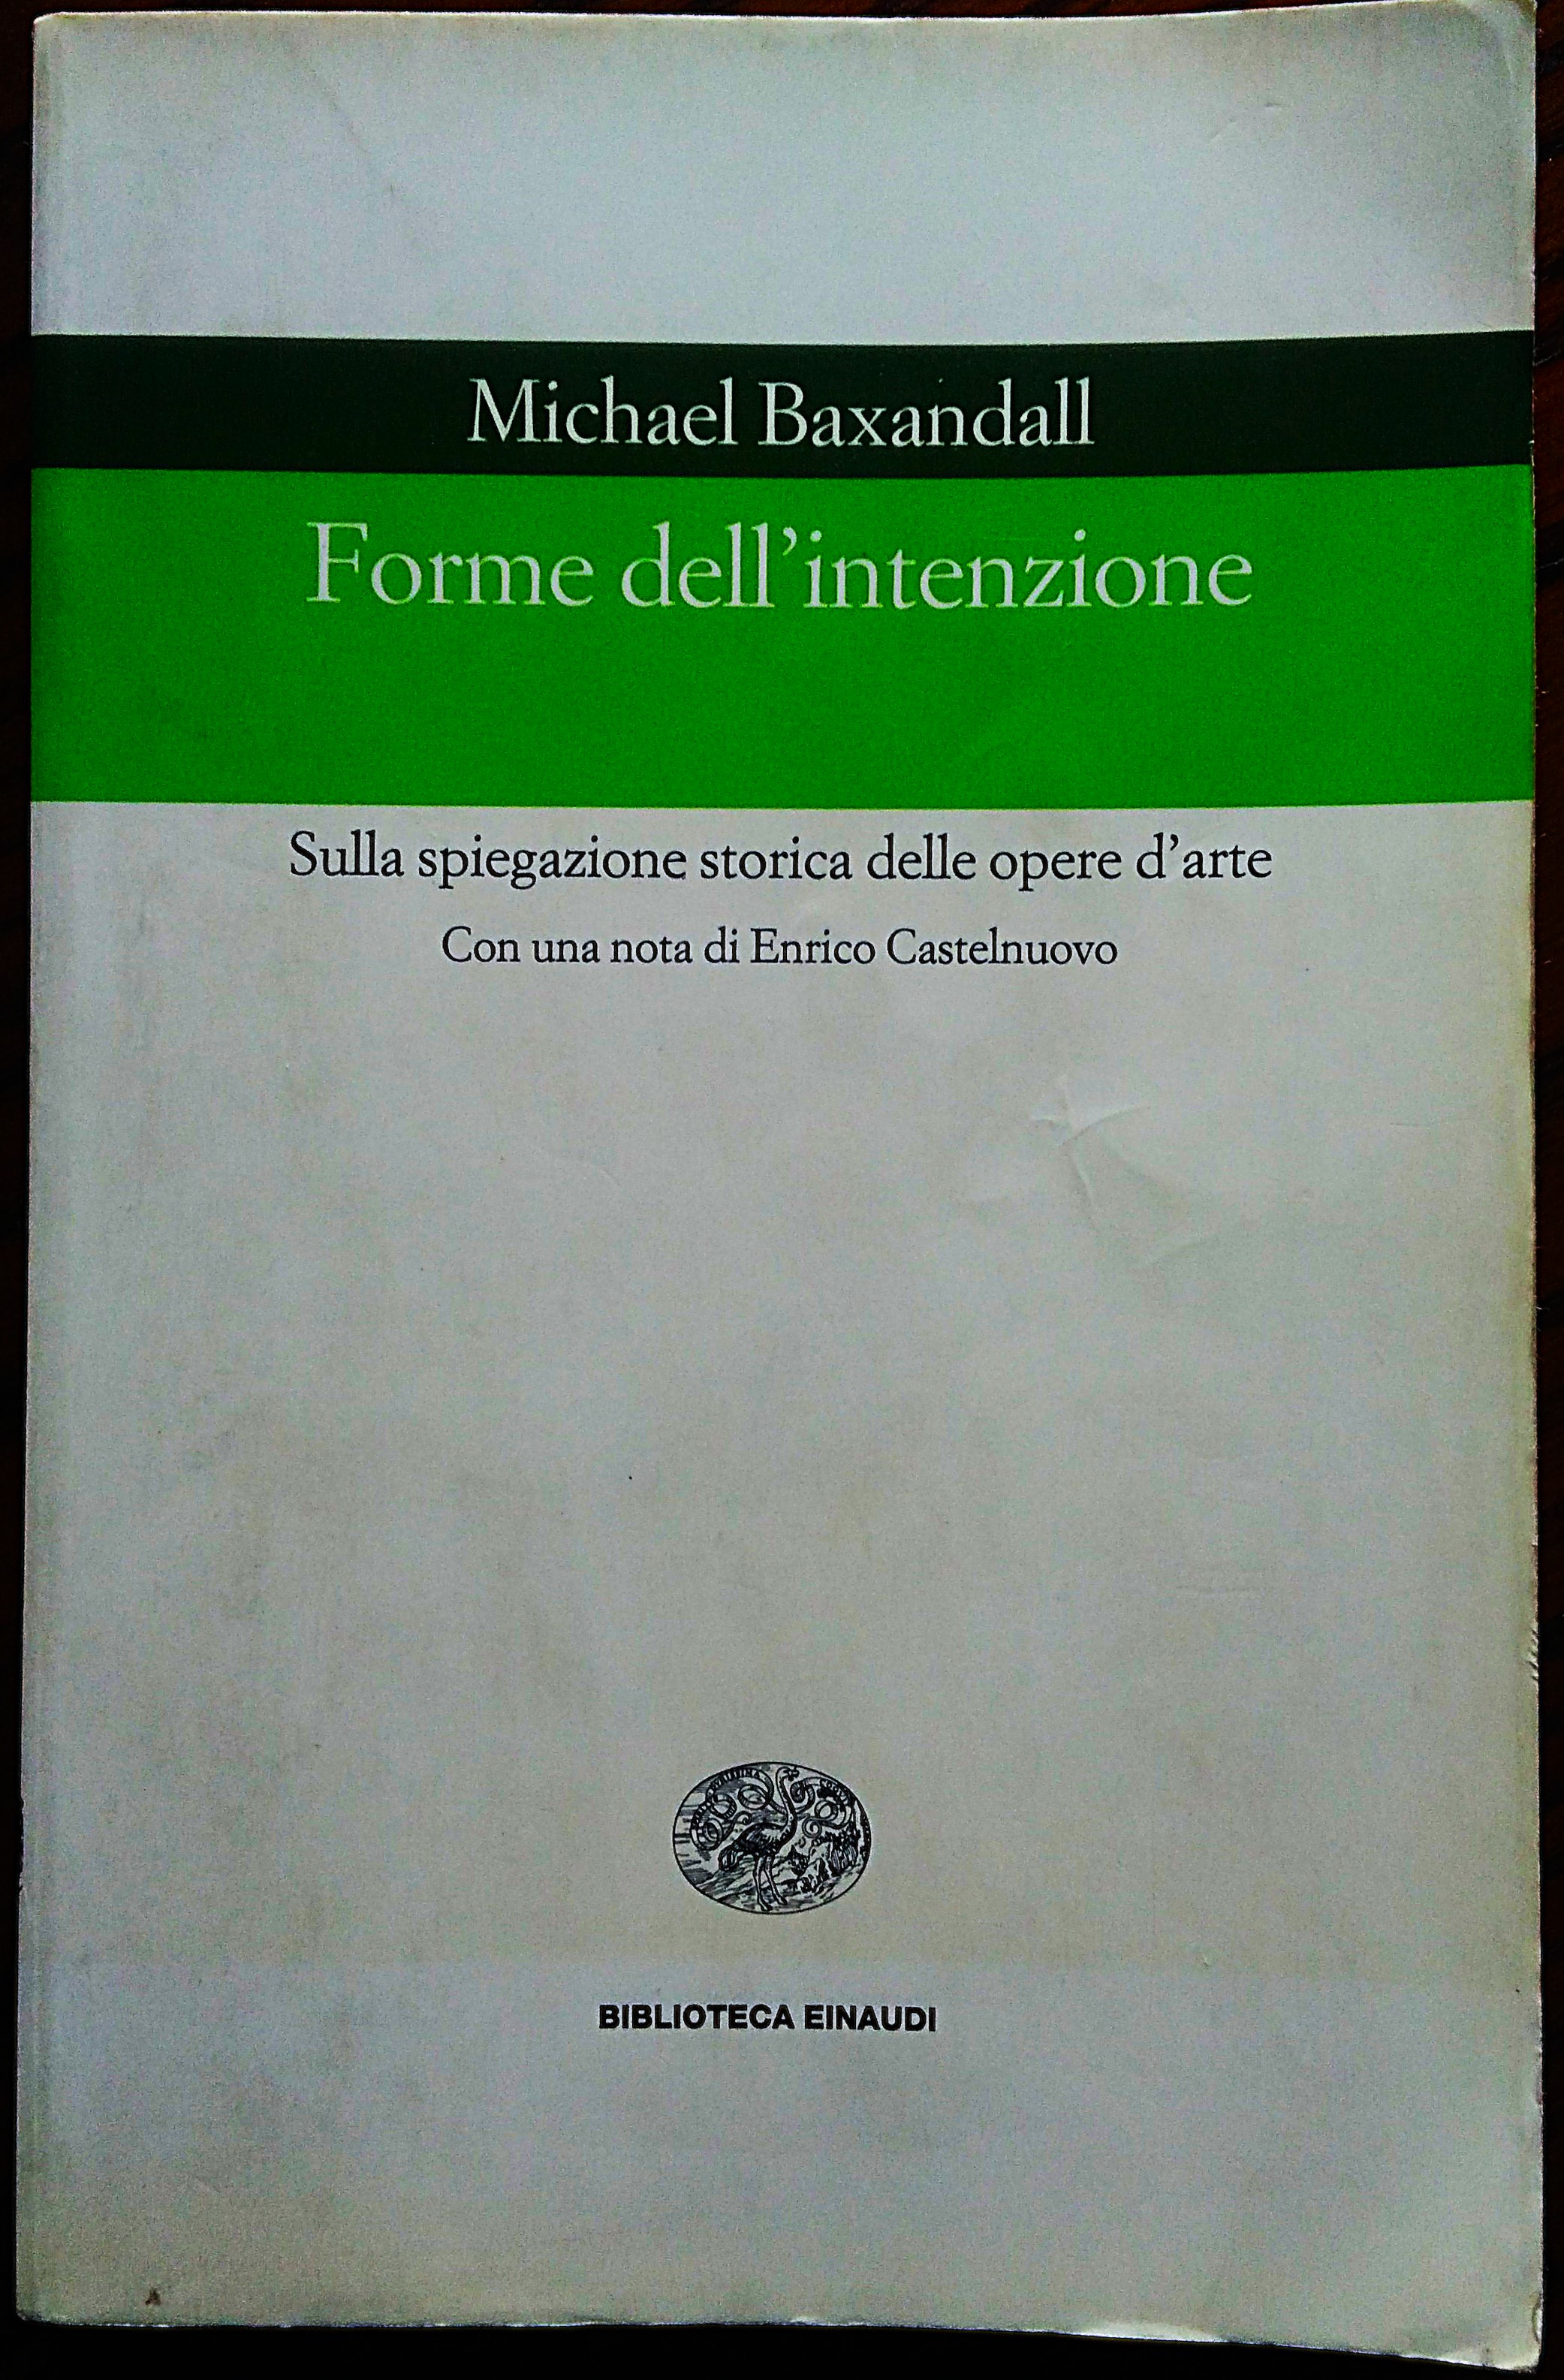 Michael Baxandall
Forme dell’intenzione
Sulla spiegazione storica delle opere d’arte
Con una nota di Enrico Castelnuovo
BIBLIOTECA EINAUDI